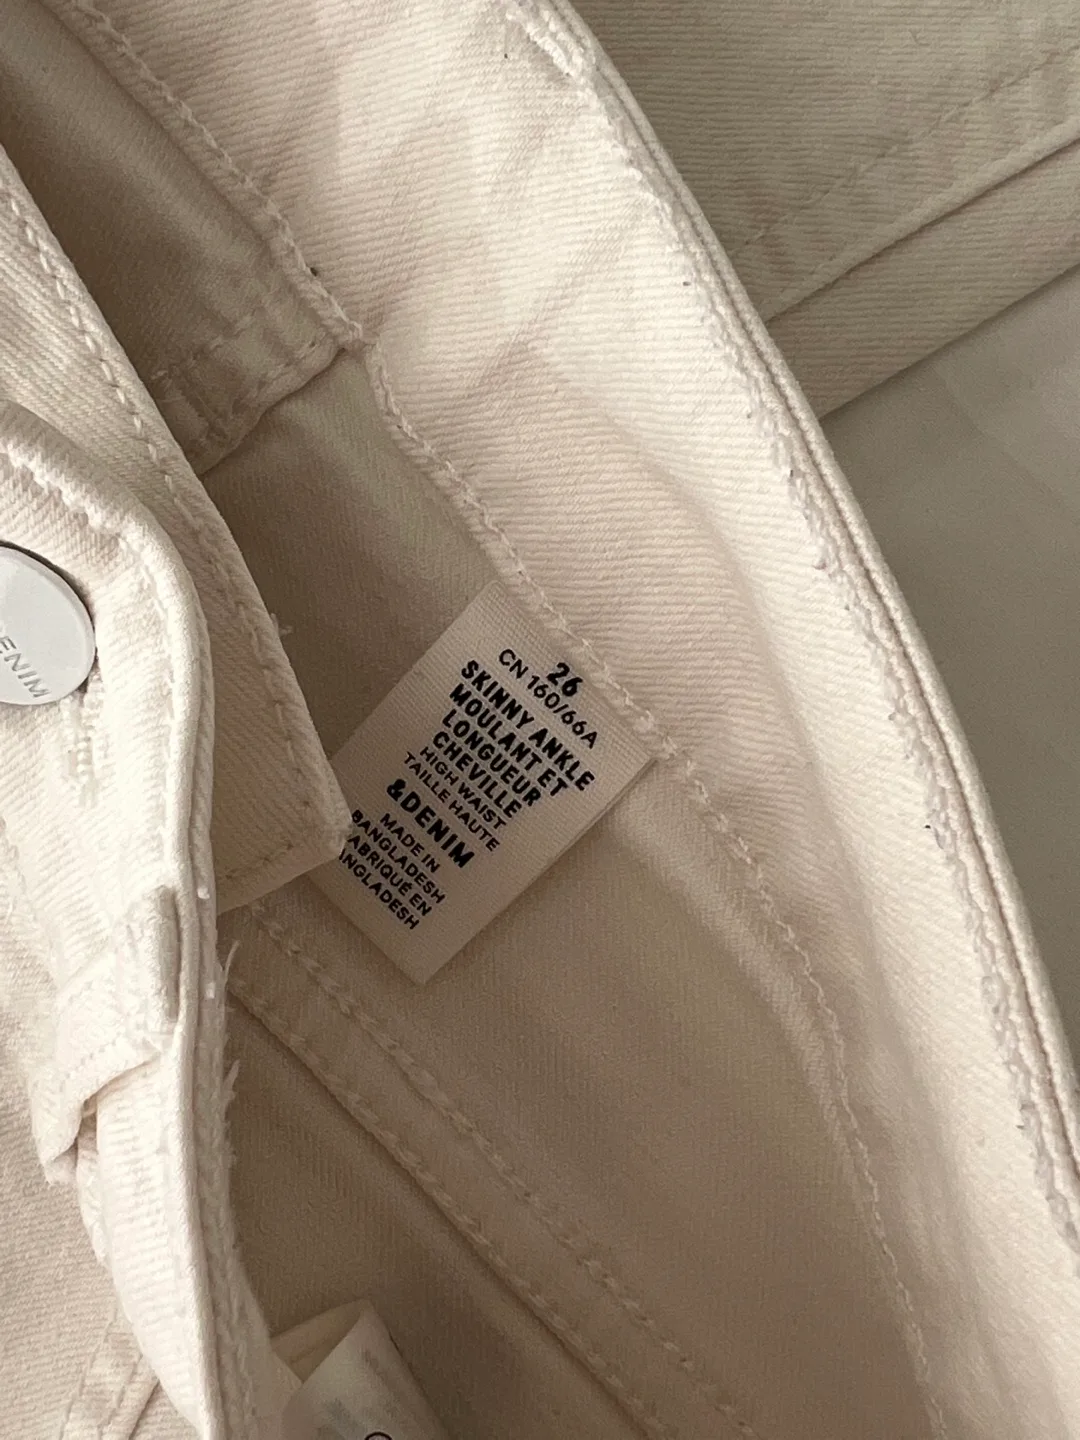 26
CN 160/66A
SKINNY ANKLE
MOULANT ET
LONGUEUR
CHEVILLE
HIGH WAIST
TAILLE HAUTE
&DENIM
MADE IN
BANGLADESH
FABRIQUÉ EN
BANGLADESH
DENIM